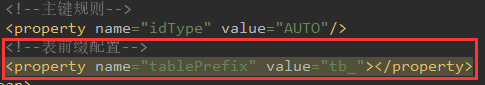 <!--主键规则-->
<property name="idType" value="AUTO"/>
<!--表前缀配置-->
<property name="tablePrefix" value="tb_"></property>